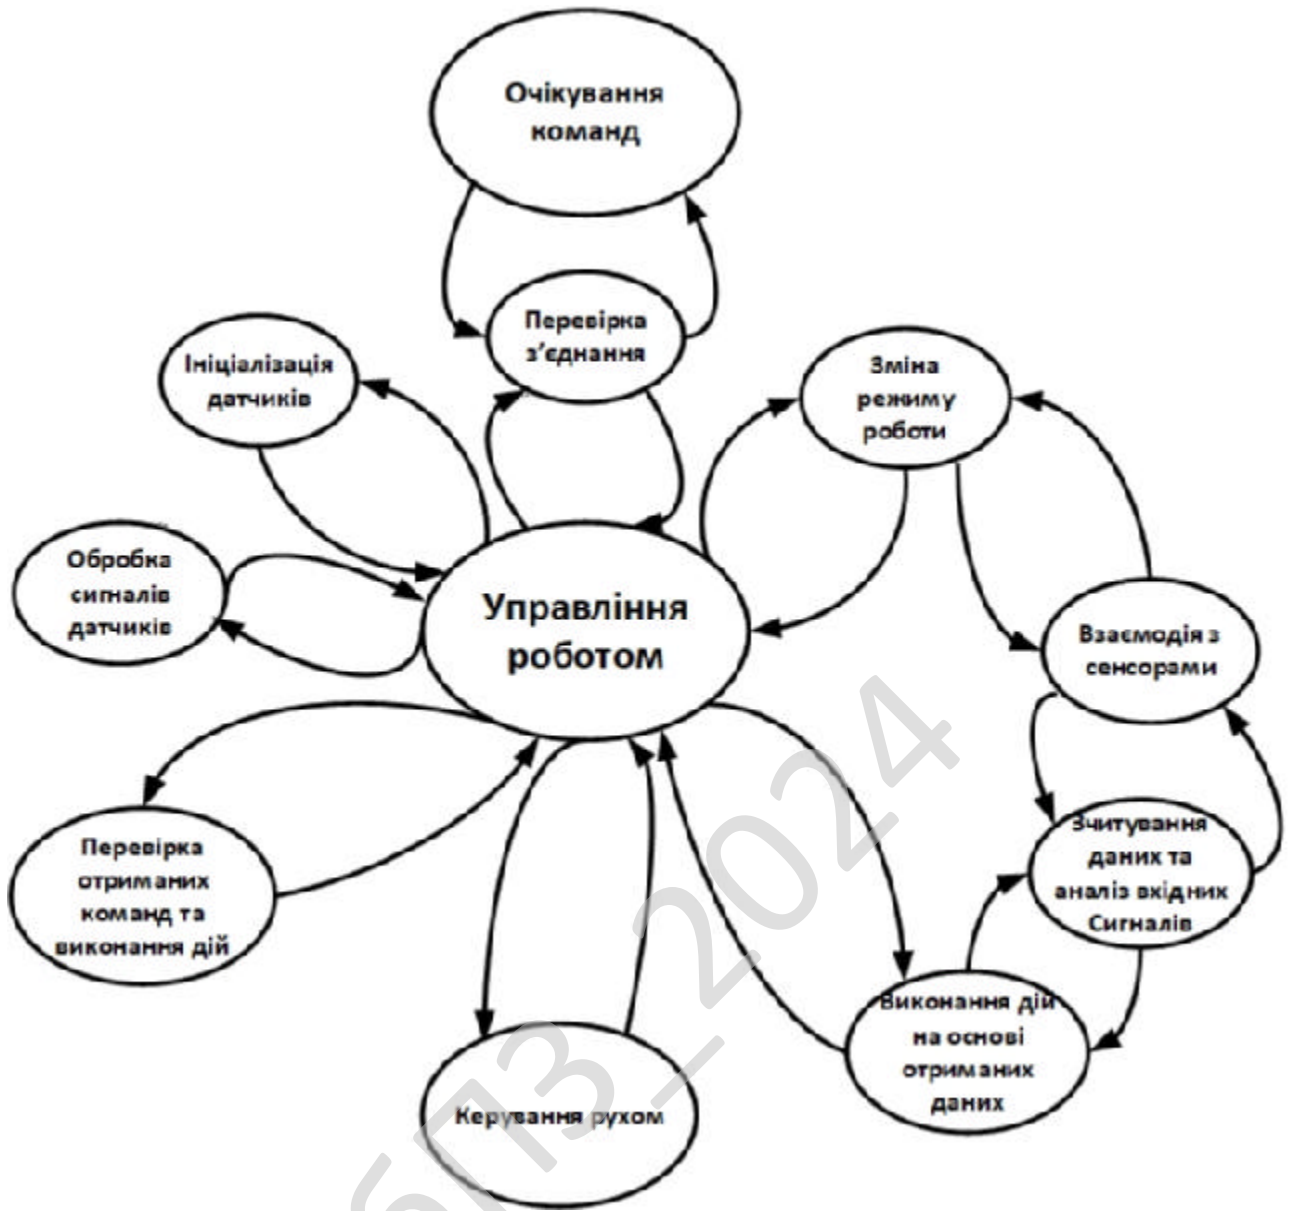 Очікування
команд
Перевірка
з’єднання
Ініціалізація
датчиків
Зміна
режиму
роботи
Обробка
сигналів
датчиків
Управління
роботом
Взаємодія з
сенсорами
Зчитування
даних та
аналіз вхідних
Сигналів
Перевірка
отриманих
команд та
виконання дій
Виконання дій
на основі
отриманих
даних
Керування рухом
бПЗ_2024